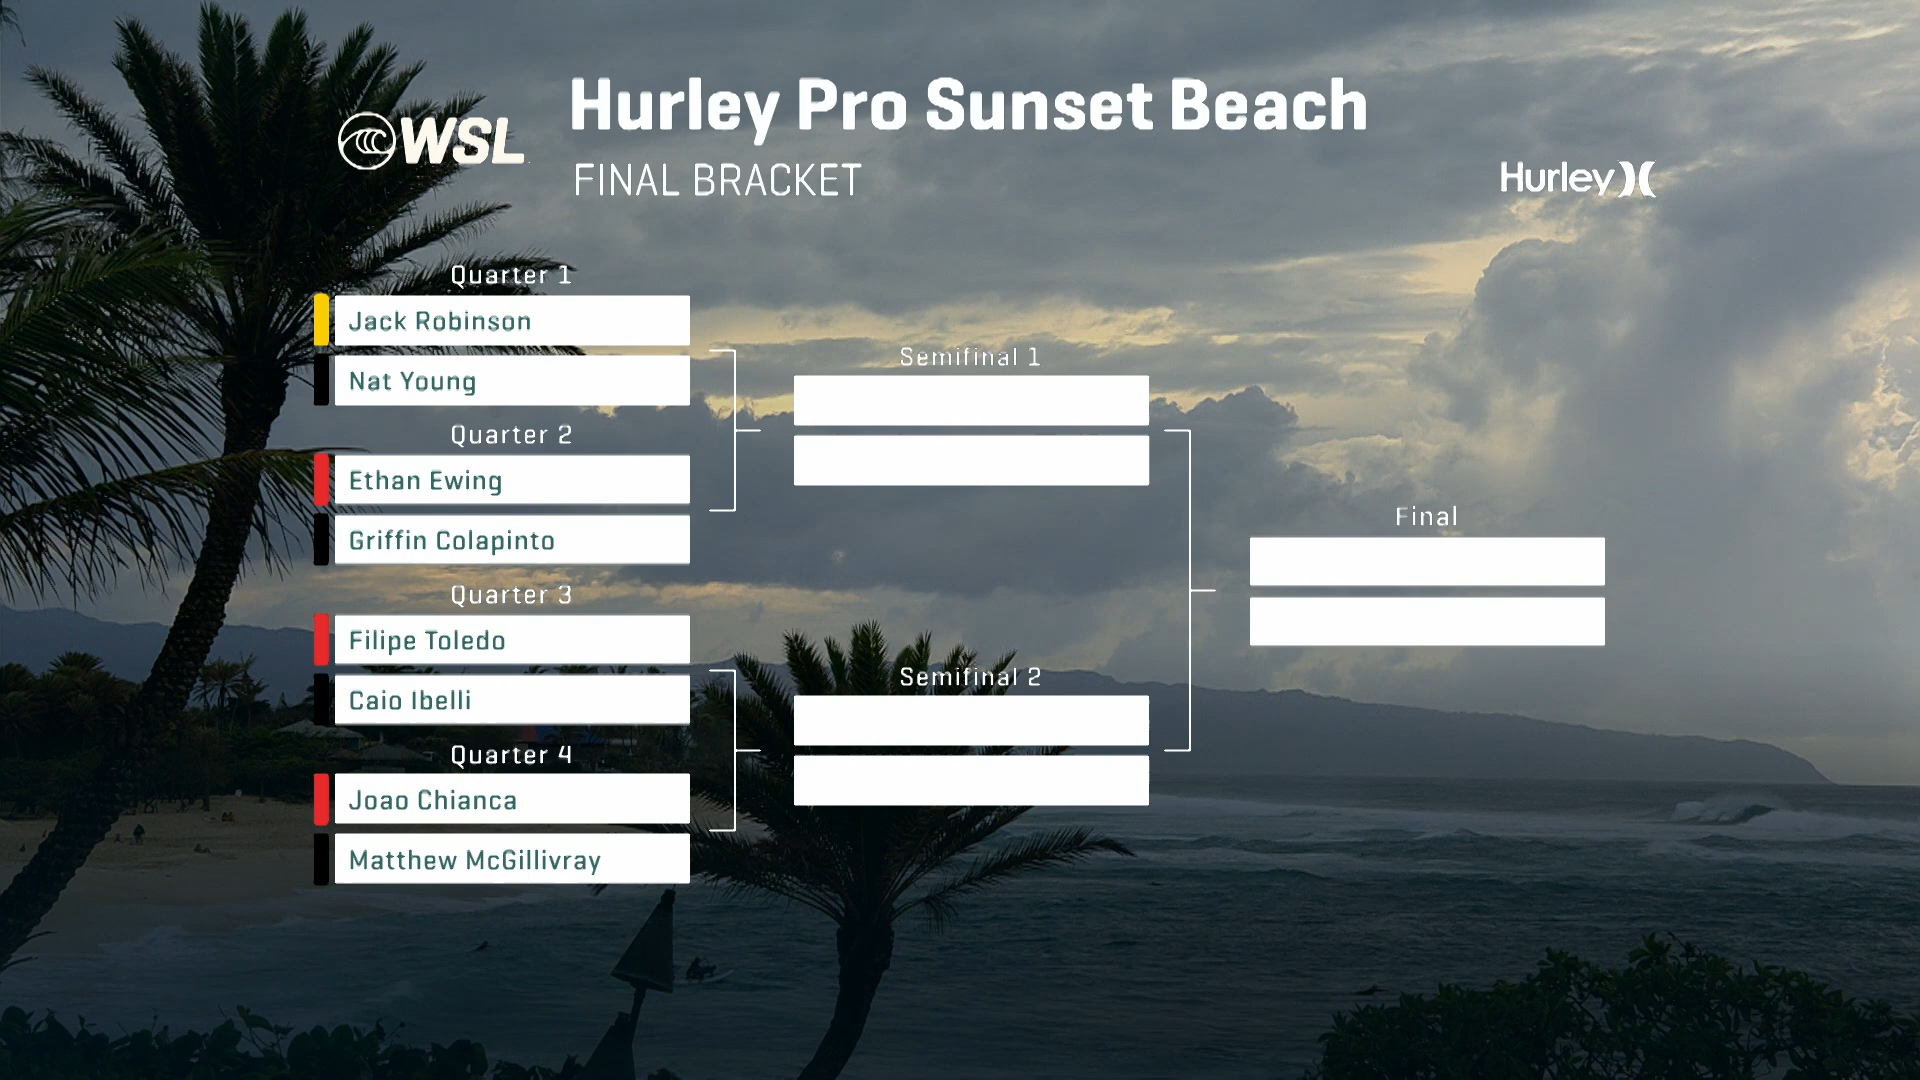 WSL
Hurley Pro Sunset Beach
FINAL BRACKET
Hurley
Quarter 1
Jack Robinson
Nat Young
Quarter 2
Ethan Ewing
Griffin Colapinto
Quarter 3
Filipe Toledo
Caio Ibelli
Quarter 4
Joao Chianca
Matthew McGillivray
Semifinal 1
Semifinal 2
Final